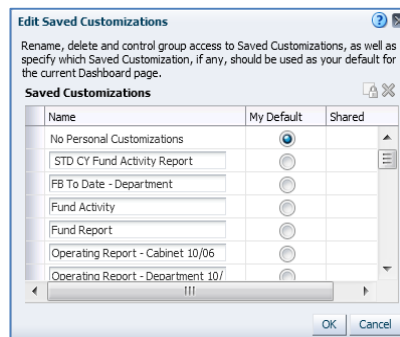 Edit Saved Customizations
Rename, delete and control group access to Saved Customizations, as well as
specify which Saved Customization, if any, should be used as your default for
the current Dashboard page.
Saved Customizations
Name My Default Shared
No Personal Customizations
STD CY Fund Activity Report
FB To Date - Department
Fund Activity
Fund Report
Operating Report - Cabinet 10/06
Operating Report - Department 10/
OK Cancel